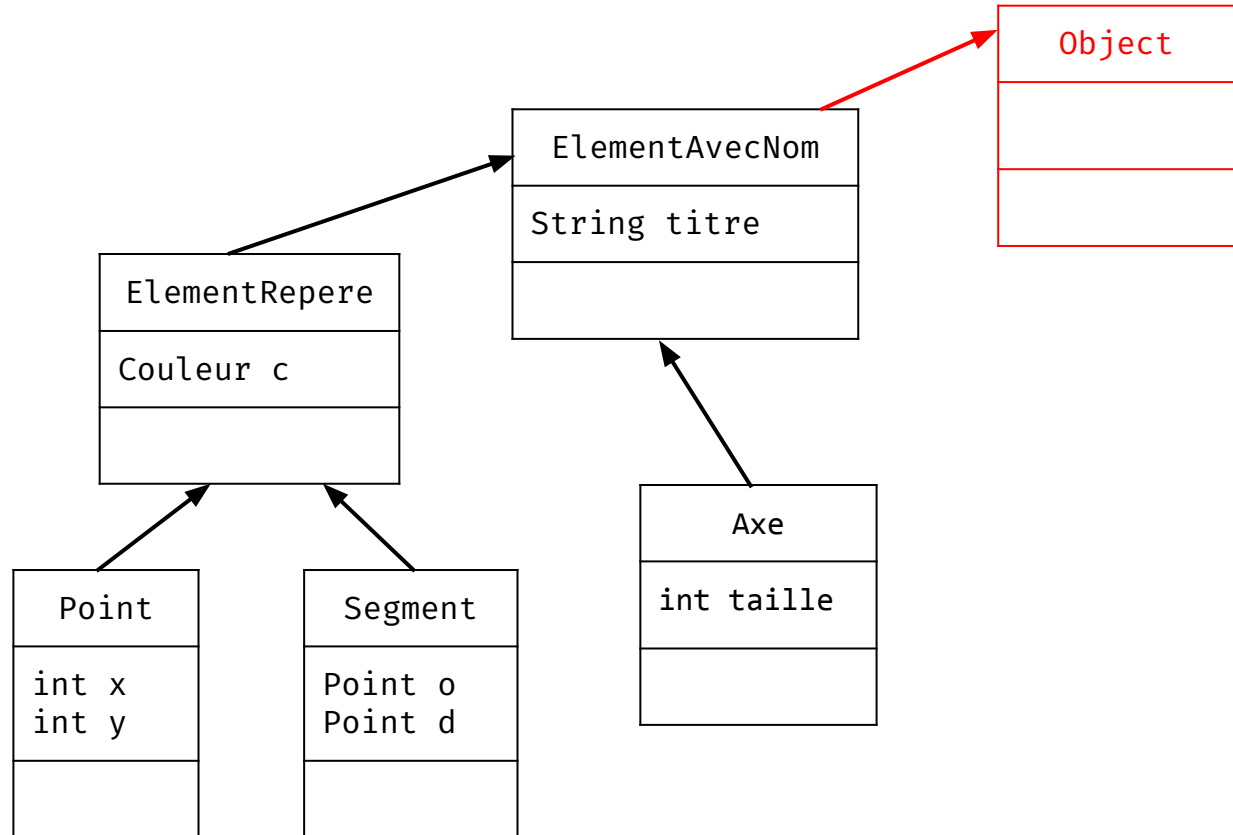 Object
ElementAvecNom
String titre
ElementRepere
Couleur c
Axe
int taille
Point
int x
int y
Segment
Point o
Point d